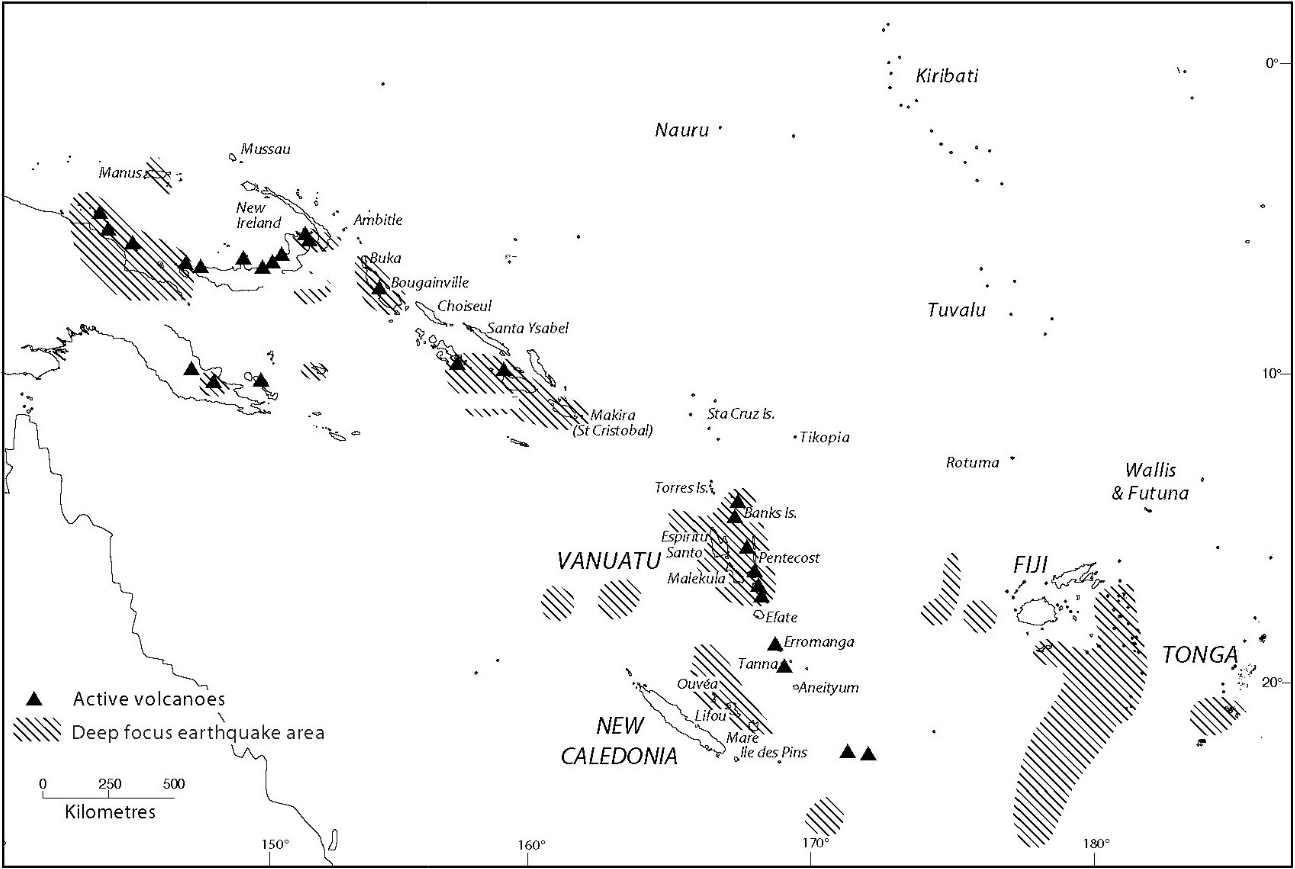 0°
Kiribati
Nauru
Mussau
Manus
New
Ireland
Ambitle
Buka
Bougainville
Choiseul
Santa Ysabel
Tuvalu
10°
Makira
(St Cristobal)
Sta Cruz Is.
Tikopia
Rotuma
Wallis
& Futuna
Torres Is.
Banks Is.
Espiritu
Santo
VANUATU
Pentecost
Malekula
FIJI
Efate
Erromanga
TONGA
Tanna
20°
Ouvéa
Aneityum
Active volcanoes
Lifou
NEW
CALEDONIA
Deep focus earthquake area
Mare
Ile des Pins
0 250 500
Kilometres
150° 160° 170° 180°